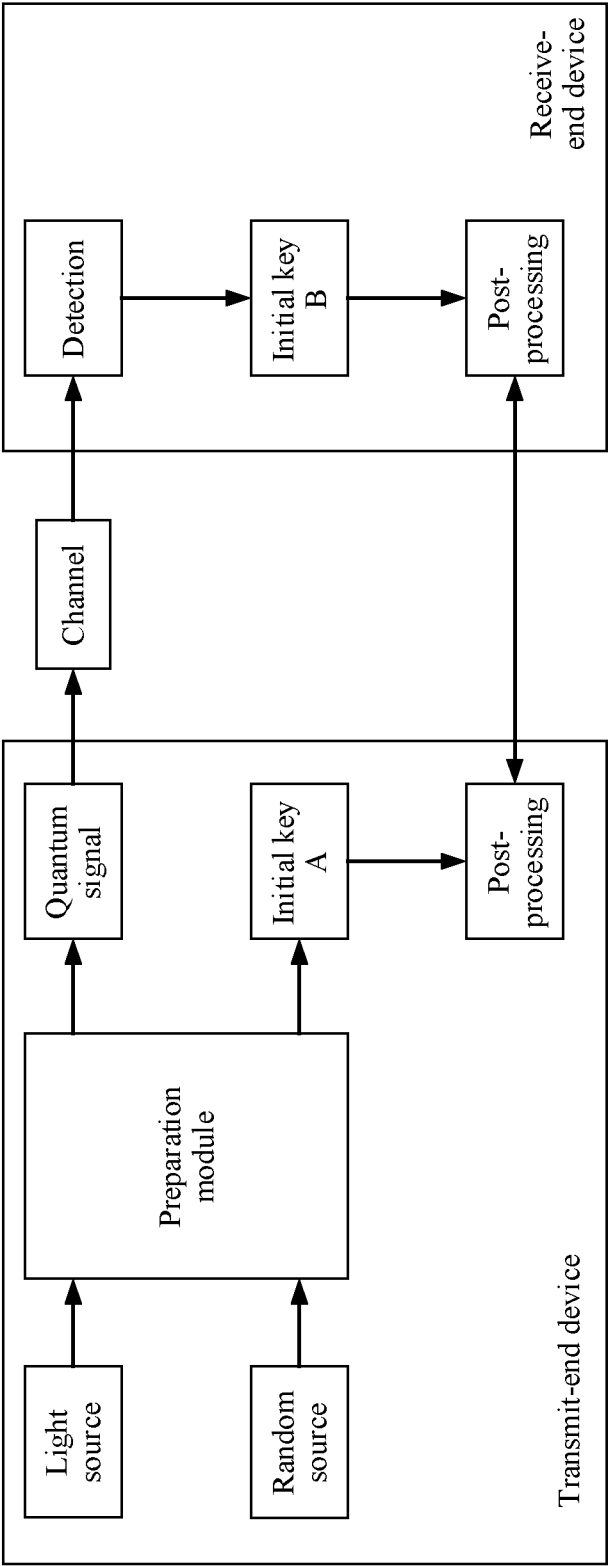 Light
source
Random
source
Preparation
module
Quantum
signal
Initial key
A
Post-
processing
Transmit-end device
Channel
Detection
Initial key
B
Post-
processing
Receive-
end device